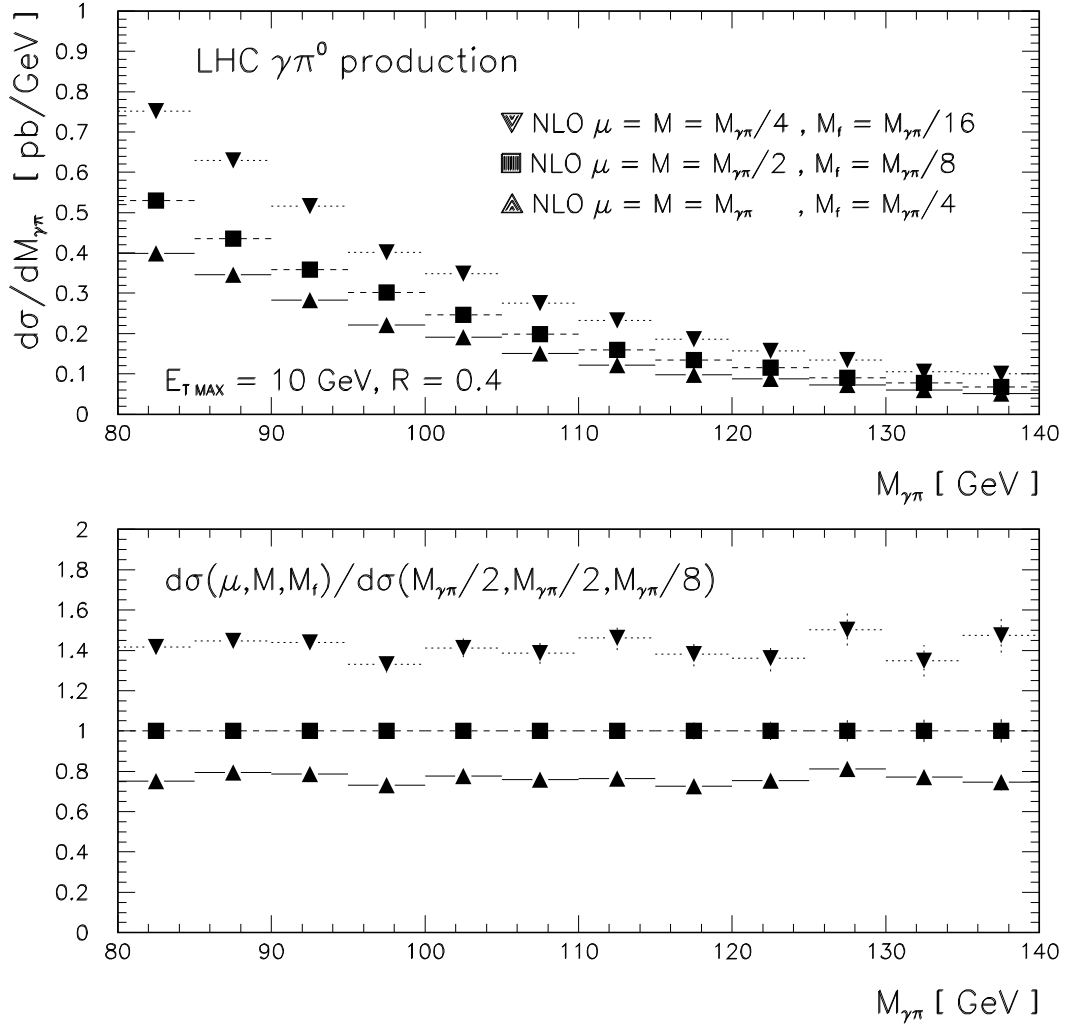 LHC γπ⁰ production
▼ NLO μ = M = M_γπ/4 , M_f = M_γπ/16
■ NLO μ = M = M_γπ/2 , M_f = M_γπ/8
▲ NLO μ = M = M_γπ , M_f = M_γπ/4
E_T MAX = 10 GeV, R = 0.4
dσ/dM_γπ [ pb/GeV ]
1
0.9
0.8
0.7
0.6
0.5
0.4
0.3
0.2
0.1
0
80 90 100 110 120 130 140
M_γπ [ GeV ]
dσ(μ,M,M_f)/dσ(M_γπ/2,M_γπ/2,M_γπ/8)
2
1.8
1.6
1.4
1.2
1
0.8
0.6
0.4
0.2
0
80 90 100 110 120 130 140
M_γπ [ GeV ]